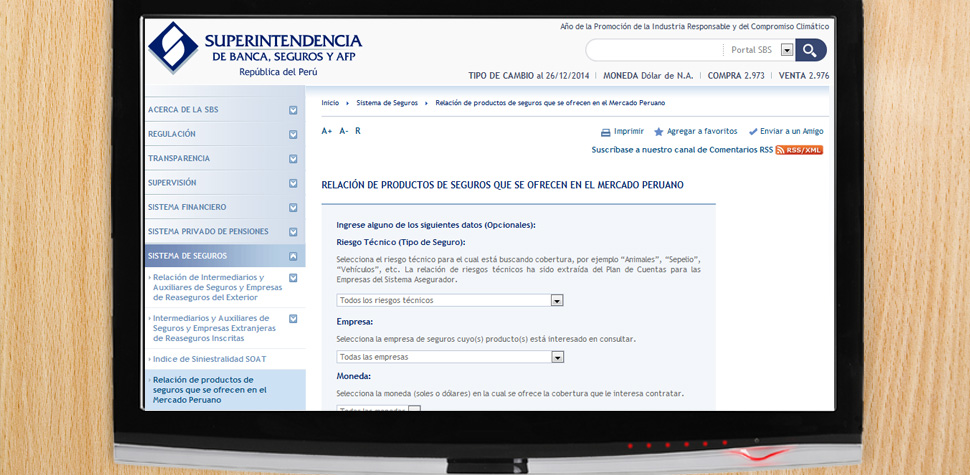 Año de la Promoción de la Industria Responsable y del Compromiso Climático
SUPERINTENDENCIA
DE BANCA, SEGUROS Y AFP
República del Perú
Portal SBS
TIPO DE CAMBIO al 26/12/2014 | MONEDA Dólar de N.A. | COMPRA 2.973 | VENTA 2.976
ACERCA DE LA SBS
REGULACIÓN
TRANSPARENCIA
SUPERVISIÓN
SISTEMA FINANCIERO
SISTEMA PRIVADO DE PENSIONES
SISTEMA DE SEGUROS
Relación de Intermediarios y
Auxiliares de Seguros y Empresas
de Reaseguros del Exterior
Intermediarios y Auxiliares de
Seguros y Empresas Extranjeras
de Reaseguros Inscritas
Indice de Siniestralidad SOAT
Relación de productos de
seguros que se ofrecen en el
Mercado Peruano
Inicio Sistema de Seguros Relación de productos de seguros que se ofrecen en el Mercado Peruano
A+ A- R
Imprimir Agregar a favoritos Enviar a un Amigo
Suscríbase a nuestro canal de Comentarios RSS RSS/XML
RELACIÓN DE PRODUCTOS DE SEGUROS QUE SE OFRECEN EN EL MERCADO PERUANO
Ingrese alguno de los siguientes datos (Opcionales):
Riesgo Técnico (Tipo de Seguro):
Selecciona el riesgo técnico para el cual está buscando cobertura, por ejemplo "Animales", "Sepelio",
"Vehículos", etc. La relación de riesgos técnicos ha sido extraída del Plan de Cuentas para las
Empresas del Sistema Asegurador.
Todos los riesgos técnicos
Empresa:
Selecciona la empresa de seguros cuyo(s) producto(s) está interesado en consultar.
Todas las empresas
Moneda:
Selecciona la moneda (soles o dólares) en la cual se ofrece la cobertura que le interesa contratar.
Todas las monedas